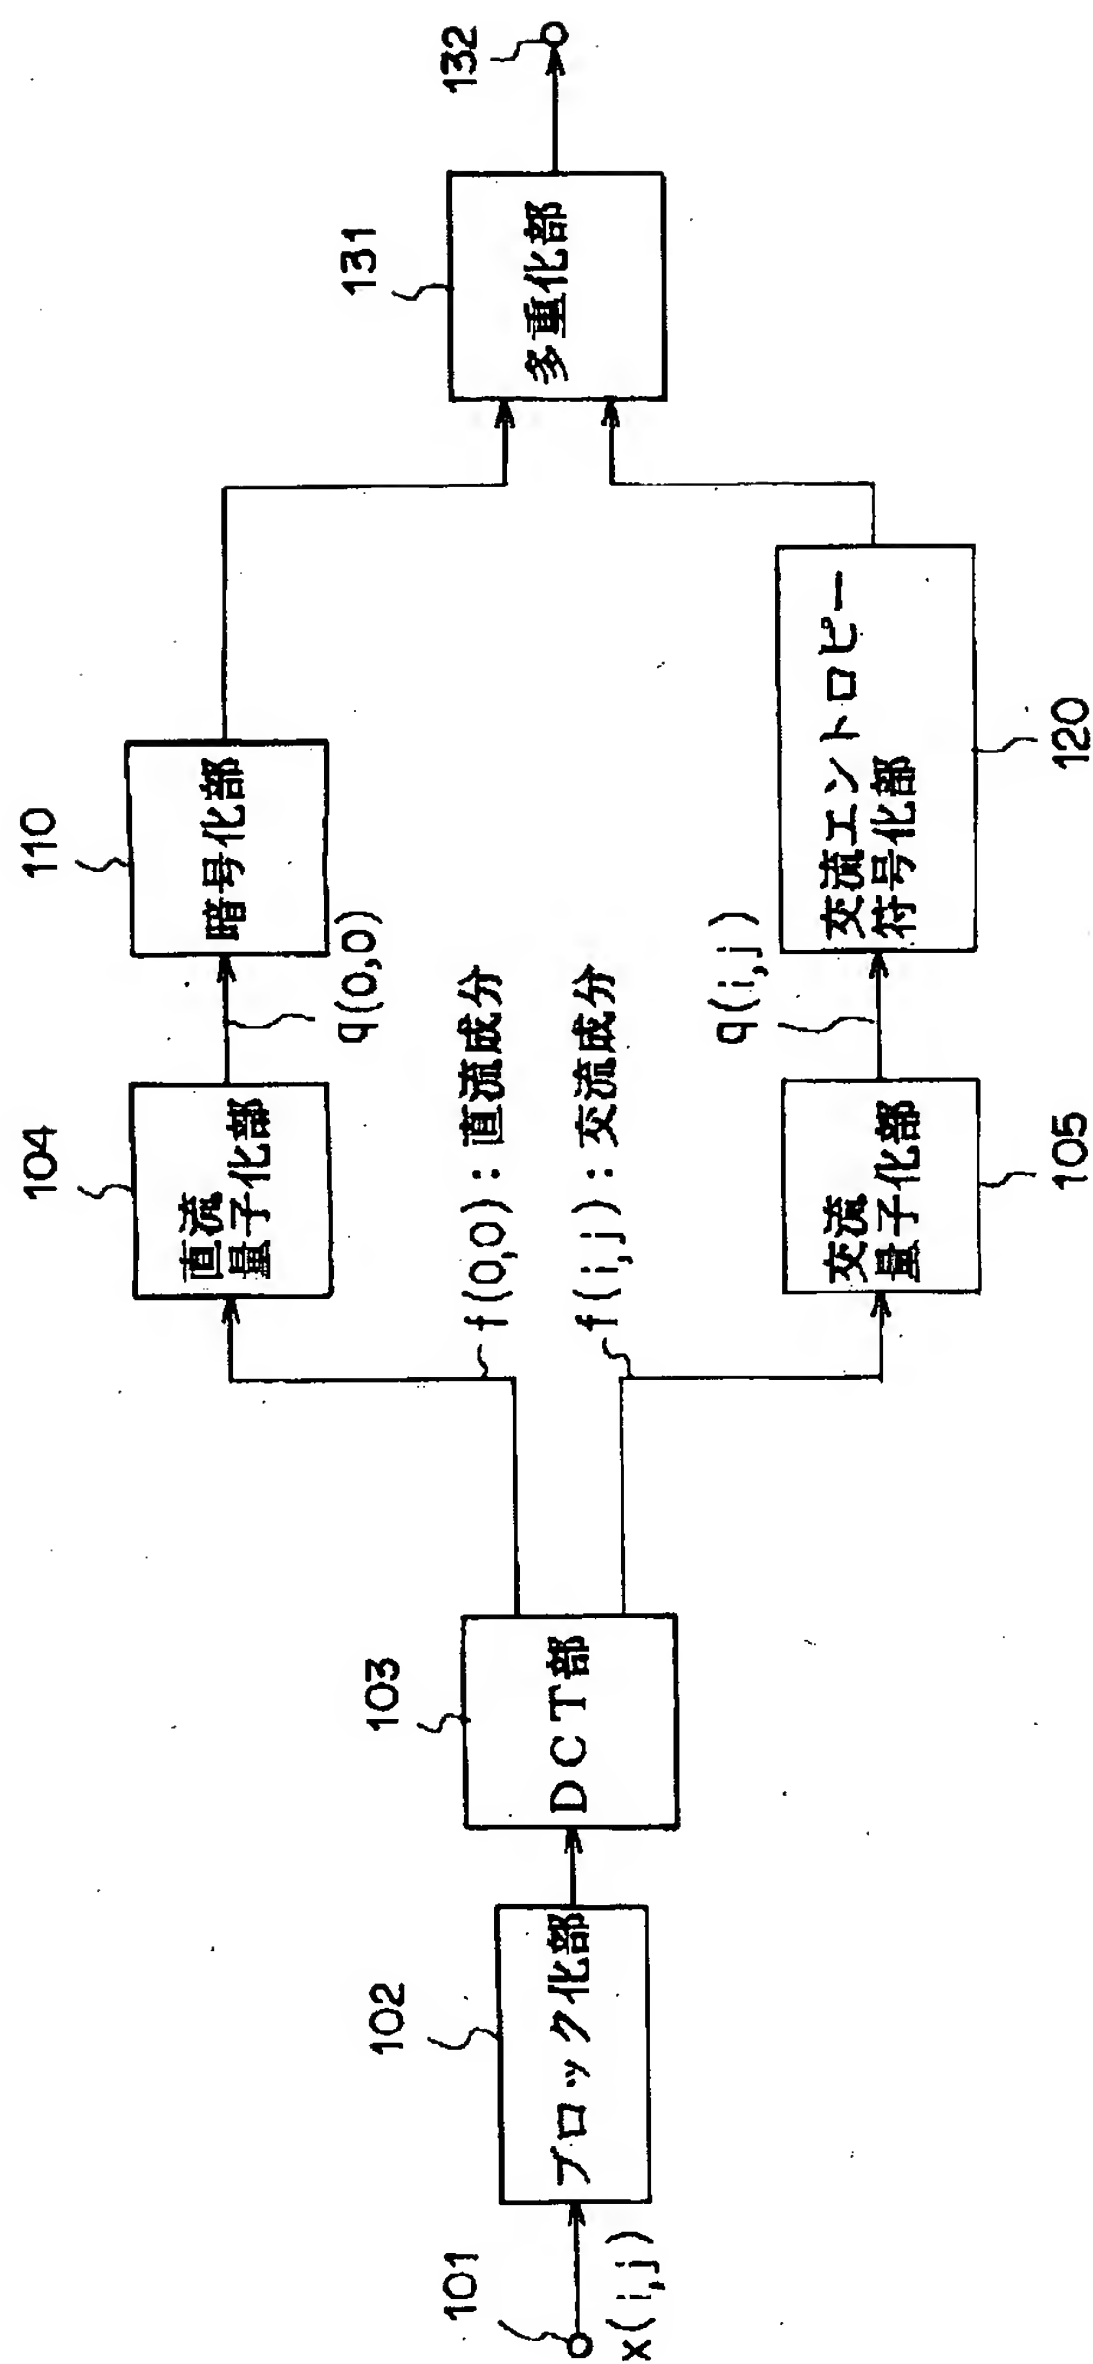 101
x(i,j)
102
ブロック化部
103
DCT部
f(0,0):直流成分
f(i,j):交流成分
104
直流
量子化部
q(0,0)
110
暗号化部
105
交流
量子化部
q(i,j)
120
交流エントロピー
符号化部
131
多重化部
132